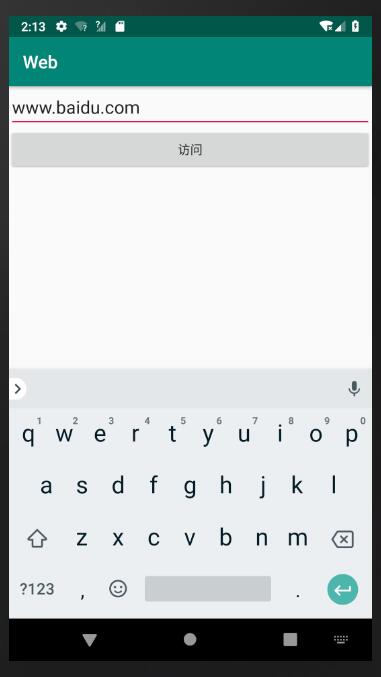 2:13
Web
www.baidu.com
访问
1 2 3 4 5 6 7 8 9 0
q w e r t y u i o p
a s d f g h j k l
z x c v b n m
?123 , .